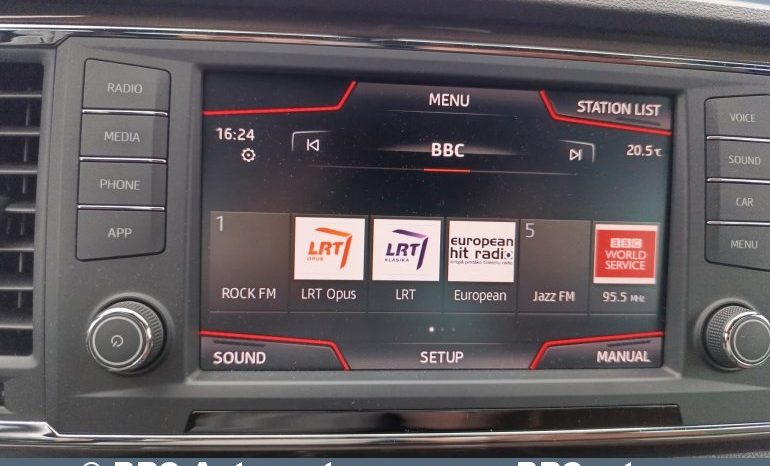 RADIO
MEDIA
PHONE
APP
MENU
STATION LIST
16:24
BBC
20.5°C
1
LRT
OPUS
ROCK FM
LRT Opus
LRT
KLASIKA
LRT
european
hit radio
European
5
Jazz FM
BBC
WORLD
SERVICE
95.5 MHz
SOUND
SETUP
MANUAL
VOICE
SOUND
CAR
MENU